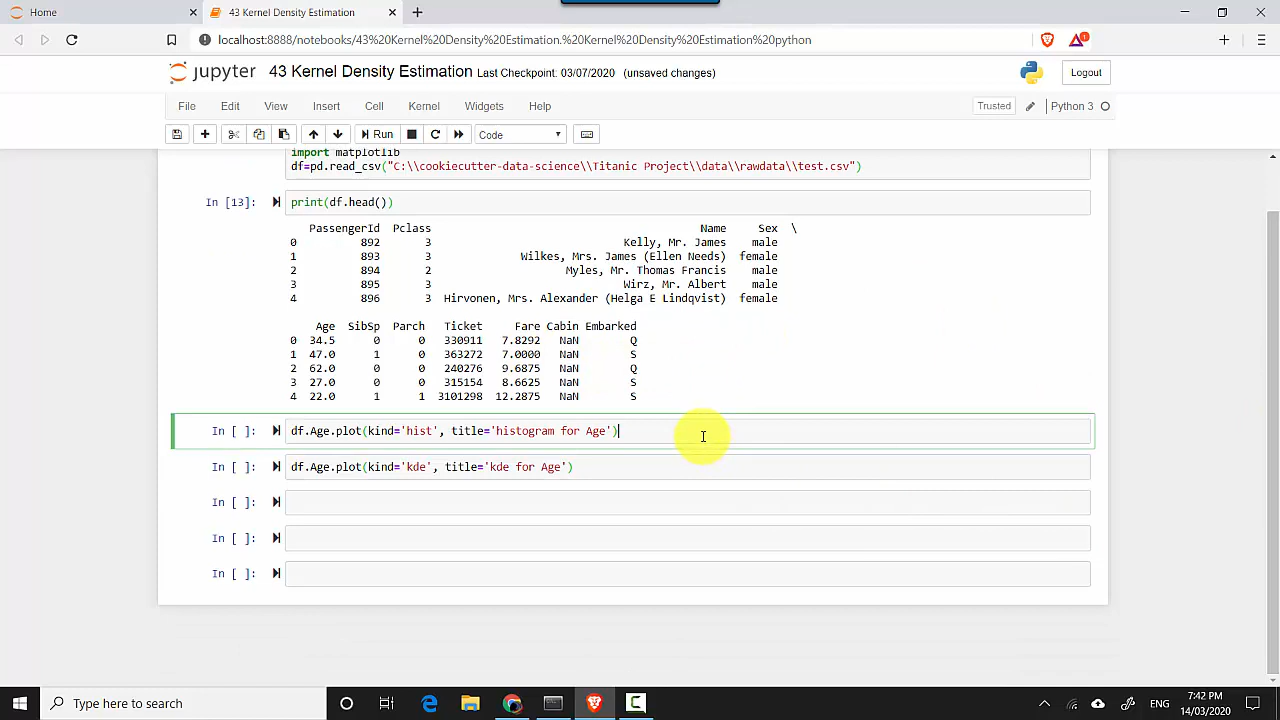 Home
43 Kernel Density Estimation
localhost:8888/notebooks/43%20Kernel%20Density%20Estimation.%20Kernel%20Density%20Estimation%20python
1
jupyter 43 Kernel Density Estimation Last Checkpoint: 03/07/2020 (unsaved changes)
Logout
File Edit View Insert Cell Kernel Widgets Help
Trusted Python 3
Run Code
import matplotlib
df=pd.read_csv("C:\\cookiecutter-data-science\\Titanic Project\\data\\rawdata\\test.csv")
In [13]: print(df.head())
PassengerId Pclass Name Sex \
0 892 3 Kelly, Mr. James male
1 893 3 Wilkes, Mrs. James (Ellen Needs) female
2 894 2 Myles, Mr. Thomas Francis male
3 895 3 Wirz, Mr. Albert male
4 896 3 Hirvonen, Mrs. Alexander (Helga E Lindqvist) female
Age SibSp Parch Ticket Fare Cabin Embarked
0 34.5 0 0 330911 7.8292 NaN Q
1 47.0 1 0 363272 7.0000 NaN S
2 62.0 0 0 240276 9.6875 NaN Q
3 27.0 0 0 315154 8.6625 NaN S
4 22.0 1 1 3101298 12.2875 NaN S
In [ ]: df.Age.plot(kind='hist', title='histogram for Age')
In [ ]: df.Age.plot(kind='kde', title='kde for Age')
In [ ]:
In [ ]:
In [ ]:
Type here to search
ENG
7:42 PM
14/03/2020